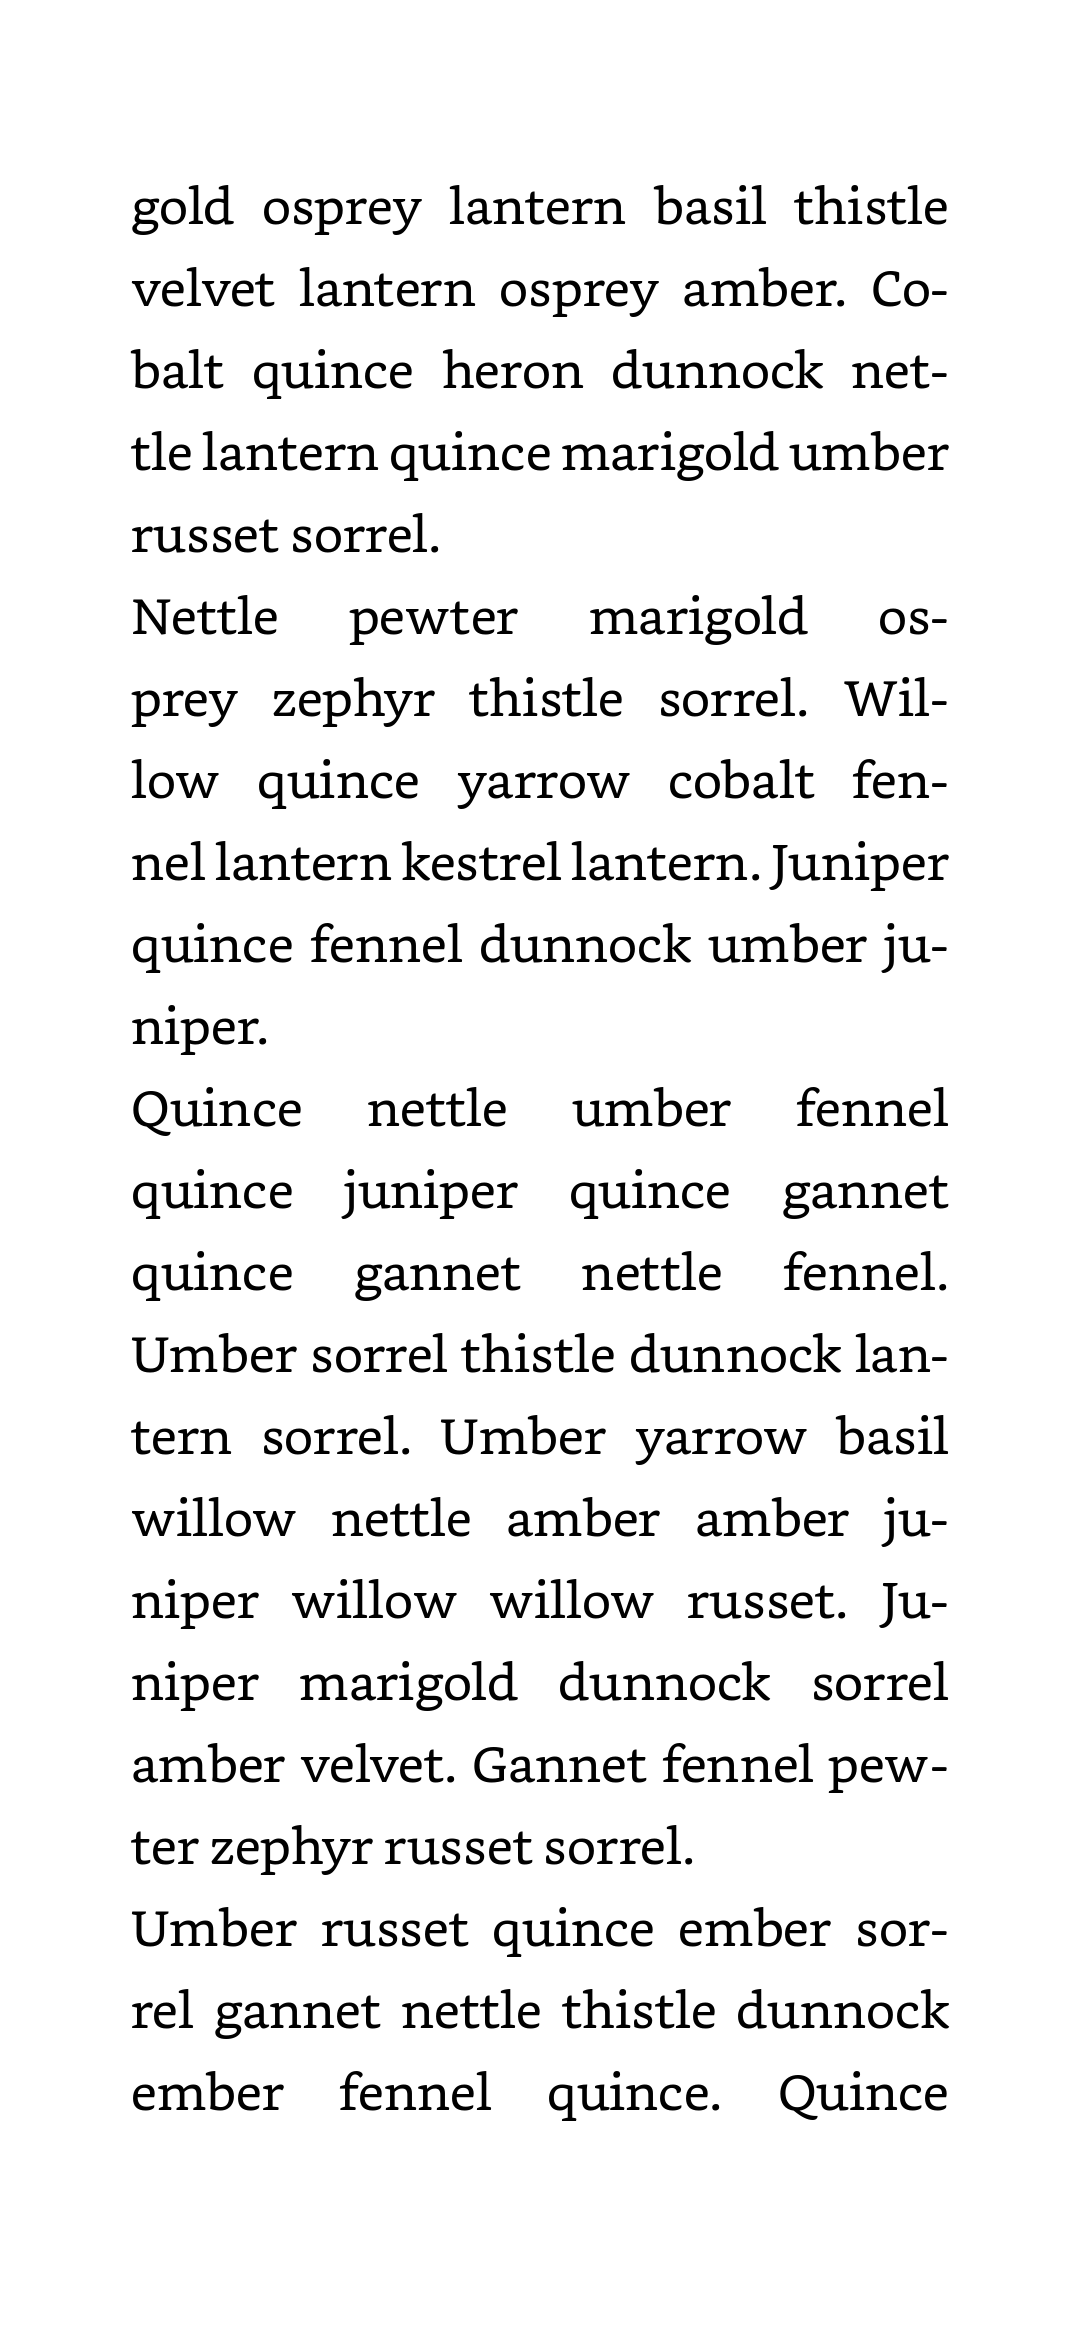 gold osprey lantern basil thistle
velvet lantern osprey amber. Co-
balt quince heron dunnock net-
tle lantern quince marigold umber
russet sorrel.
Nettle pewter marigold os-
prey zephyr thistle sorrel. Wil-
low quince yarrow cobalt fen-
nel lantern kestrel lantern. Juniper
quince fennel dunnock umber ju-
niper.
Quince nettle umber fennel
quince juniper quince gannet
quince gannet nettle fennel.
Umber sorrel thistle dunnock lan-
tern sorrel. Umber yarrow basil
willow nettle amber amber ju-
niper willow willow russet. Ju-
niper marigold dunnock sorrel
amber velvet. Gannet fennel pew-
ter zephyr russet sorrel.
Umber russet quince ember sor-
rel gannet nettle thistle dunnock
ember fennel quince. Quince